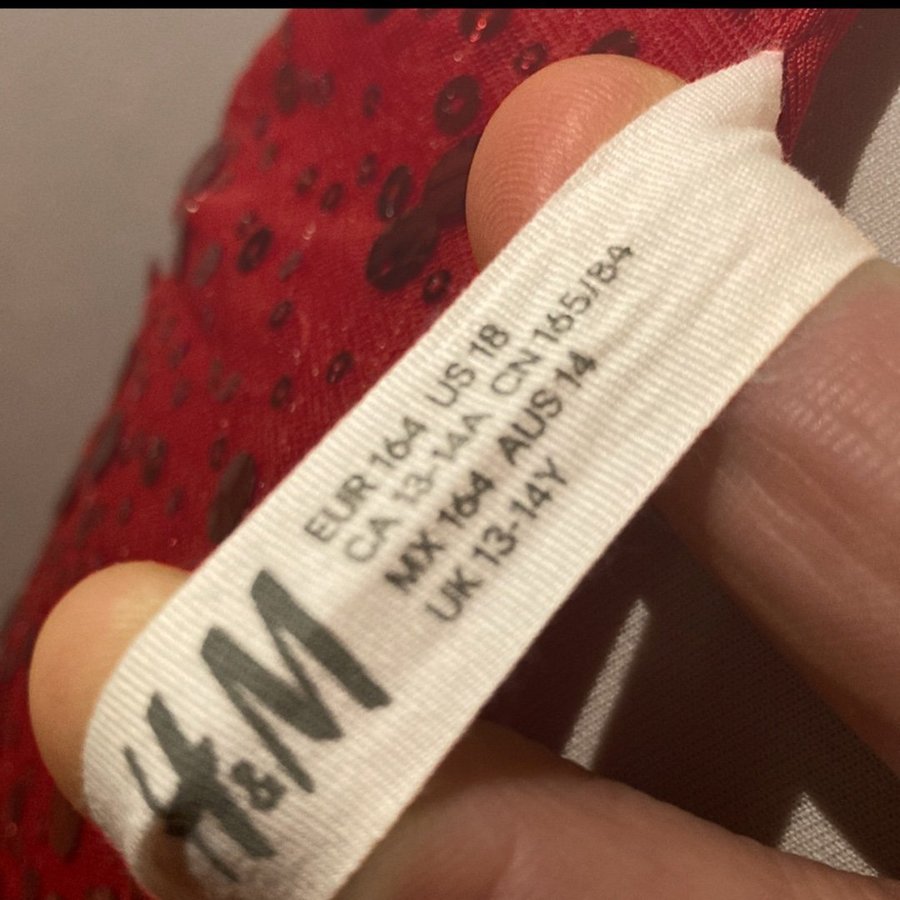 H&M
EUR 164 US 18
CA 13-14A CN 165/84
MX 164 AUS 14
UK 13-14Y